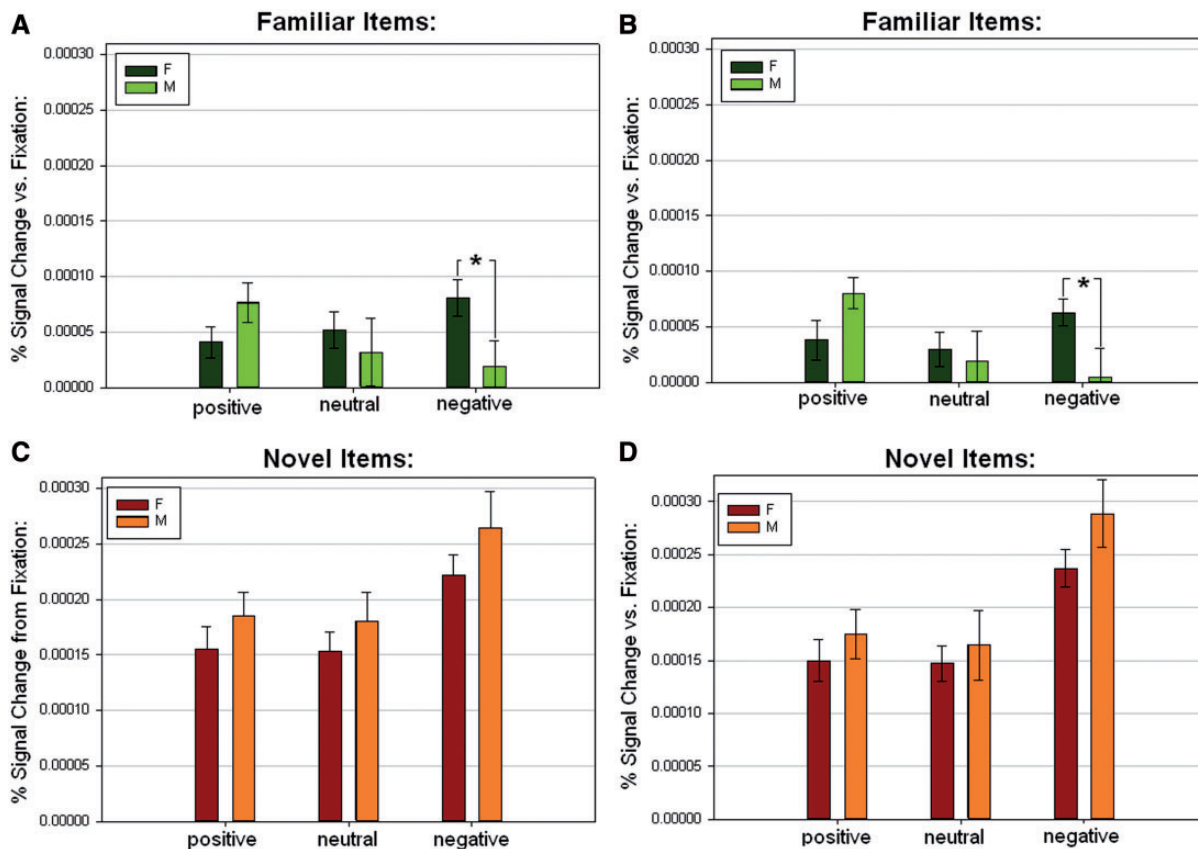 A
Familiar Items:
% Signal Change vs. Fixation:
0.00030
0.00025
0.00020
0.00015
0.00010
0.00005
0.00000
F
M
*
positive neutral negative
B
Familiar Items:
% Signal Change vs. Fixation:
0.00030
0.00025
0.00020
0.00015
0.00010
0.00005
0.00000
F
M
*
positive neutral negative
C
Novel Items:
% Signal Change from Fixation:
0.00030
0.00025
0.00020
0.00015
0.00010
0.00005
0.00000
F
M
positive neutral negative
D
Novel Items:
% Signal Change vs. Fixation:
0.00030
0.00025
0.00020
0.00015
0.00010
0.00005
0.00000
F
M
positive neutral negative